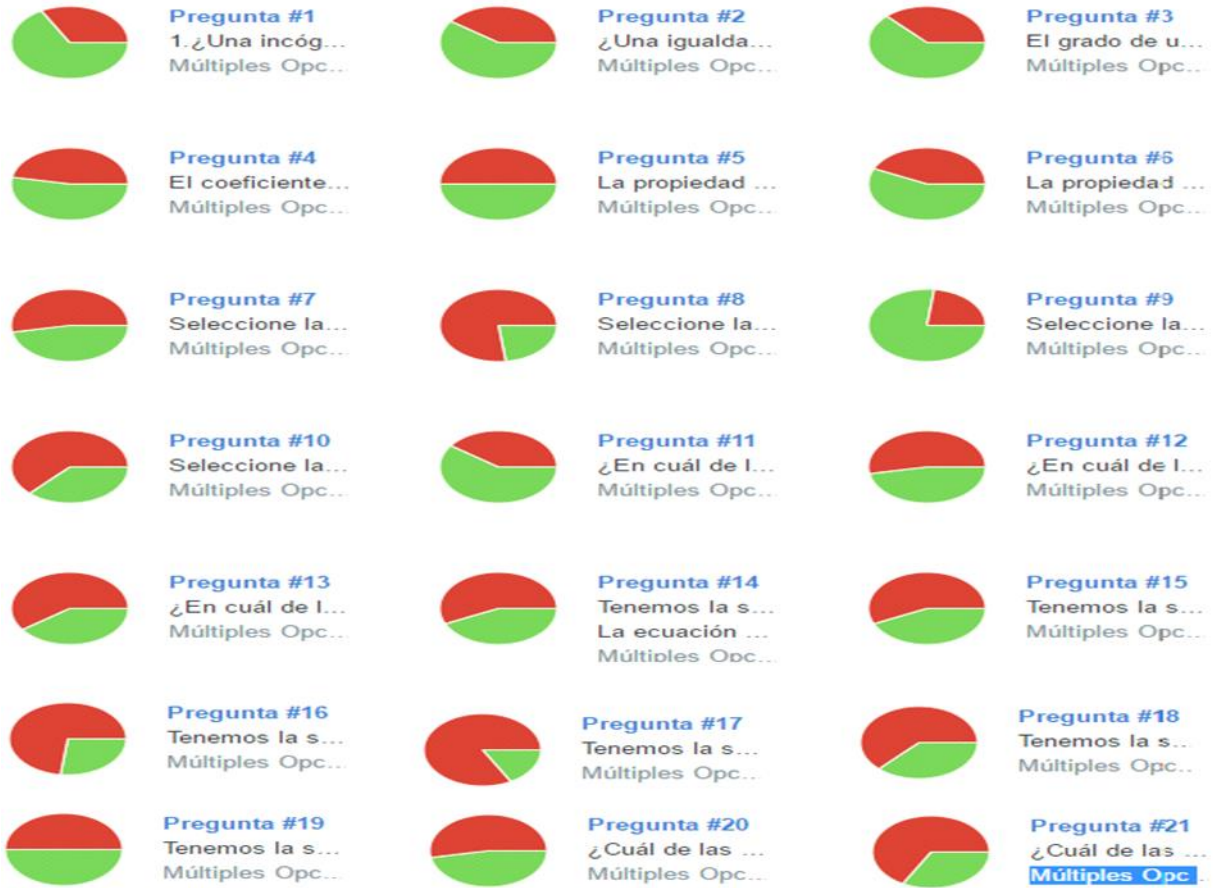 Pregunta #1
1.¿Una incóg...
Múltiples Opc...
Pregunta #2
¿Una igualda...
Múltiples Opc...
Pregunta #3
El grado de u...
Múltiples Opc...
Pregunta #4
El coeficiente...
Múltiples Opc...
Pregunta #5
La propiedad ...
Múltiples Opc...
Pregunta #6
La propiedad ...
Múltiples Opc...
Pregunta #7
Seleccione la...
Múltiples Opc...
Pregunta #8
Seleccione la...
Múltiples Opc...
Pregunta #9
Seleccione la...
Múltiples Opc...
Pregunta #10
Seleccione la...
Múltiples Opc...
Pregunta #11
¿En cuál de l...
Múltiples Opc...
Pregunta #12
¿En cuál de l...
Múltiples Opc...
Pregunta #13
¿En cuál de l...
Múltiples Opc...
Pregunta #14
Tenemos la s...
La ecuación ...
Múltiples Opc...
Pregunta #15
Tenemos la s...
Múltiples Opc...
Pregunta #16
Tenemos la s...
Múltiples Opc...
Pregunta #17
Tenemos la s...
Múltiples Opc...
Pregunta #18
Tenemos la s...
Múltiples Opc...
Pregunta #19
Tenemos la s...
Múltiples Opc...
Pregunta #20
¿Cuál de las ...
Múltiples Opc...
Pregunta #21
¿Cuál de las ...
Múltiples Opc...